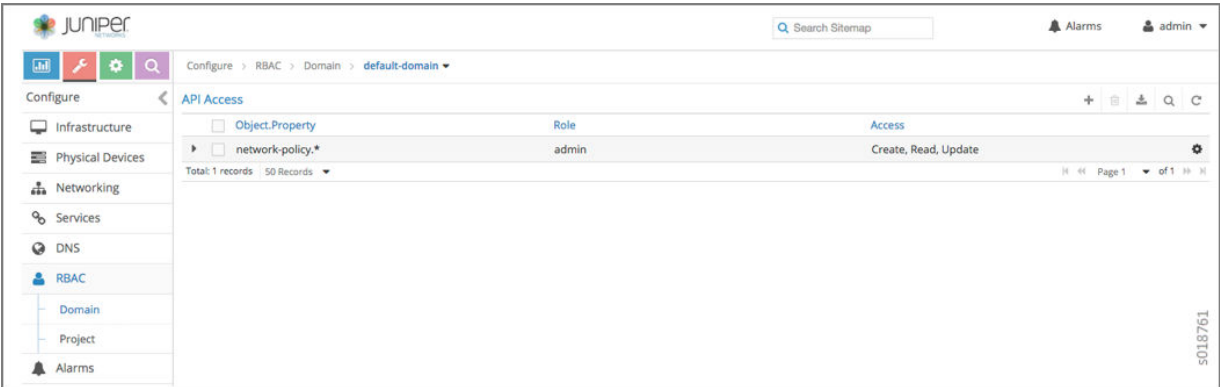 JUNIPER
NETWORKS
Search Sitemap
Alarms
admin
Configure > RBAC > Domain > default-domain
Configure
API Access
Object.Property Role Access
network-policy.* admin Create, Read, Update
Total: 1 records 50 Records Page 1 of 1
Infrastructure
Physical Devices
Networking
Services
DNS
RBAC
Domain
Project
Alarms
s018761